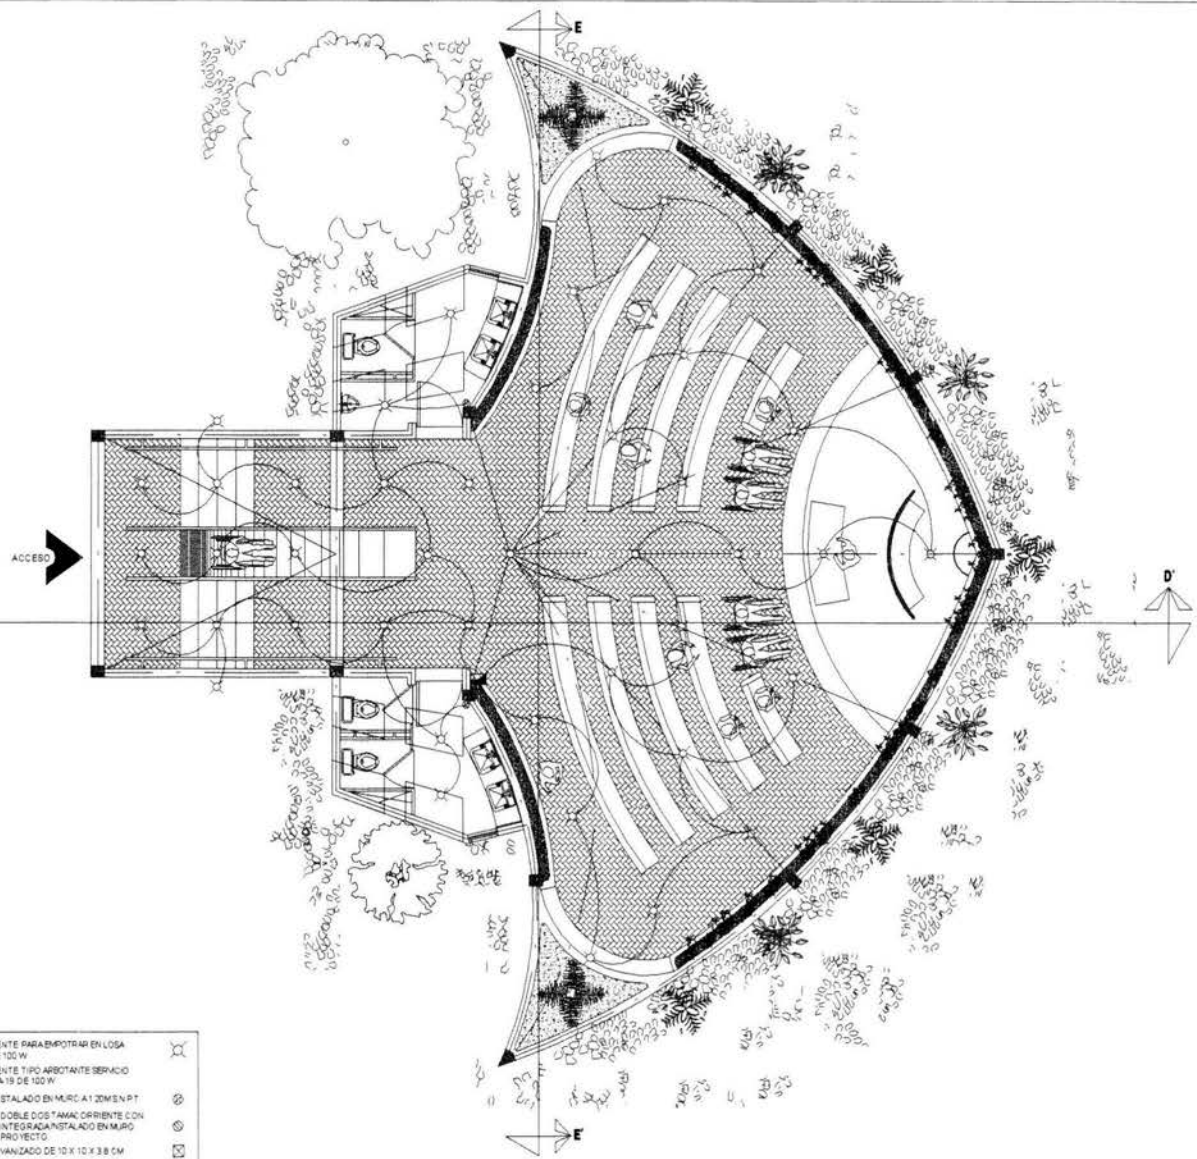 E
ACCESO
D'
NTE PARA EMPOTRAR EN LOSA
100 W
ENTE TIPO ARBOTANTE SERVICIO
A-19 DE 100 W
STALADO EN MURO A 1.20M S.N.P.T
DOBLE DOS TAMACORRIENTE CON
INTEGRADA INSTALADO EN MURO
PROYECTO
VANIZADO DE 10 X 10 X 3.8 CM
E'